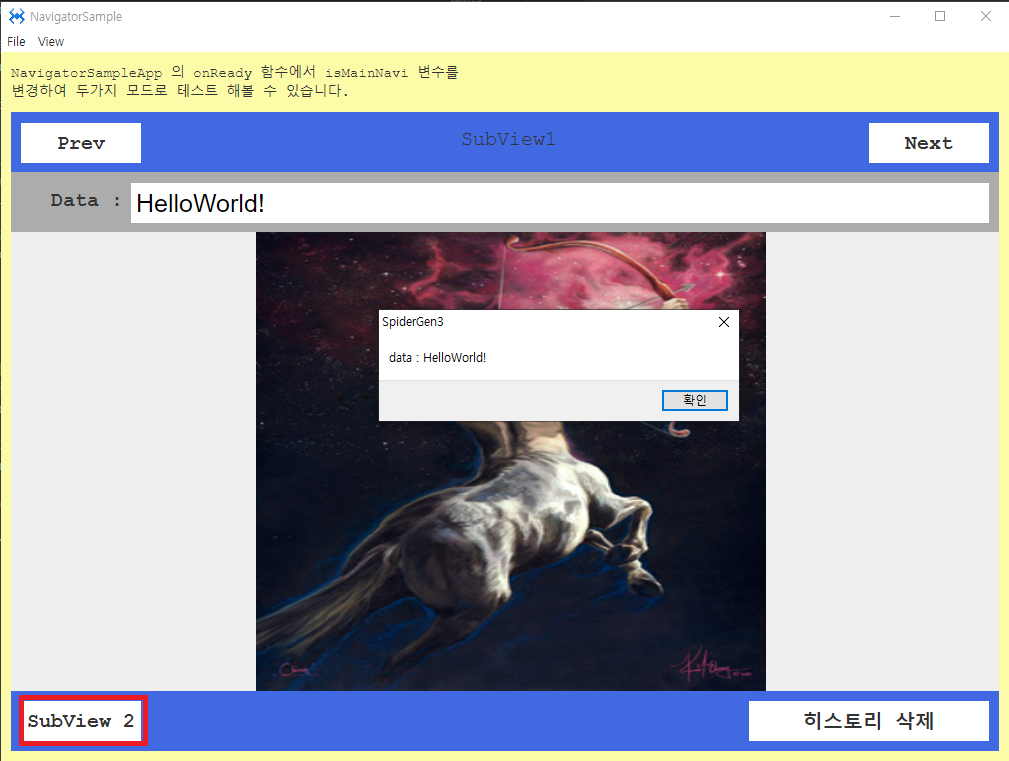 NavigatorSample
File View
NavigatorSampleApp 의 onReady 함수에서 isMainNavi 변수를
변경하여 두가지 모드로 테스트 해볼 수 있습니다.
Prev SubView1 Next
Data : HelloWorld!
SpiderGen3
data : HelloWorld!
확인
SubView 2 히스토리 삭제